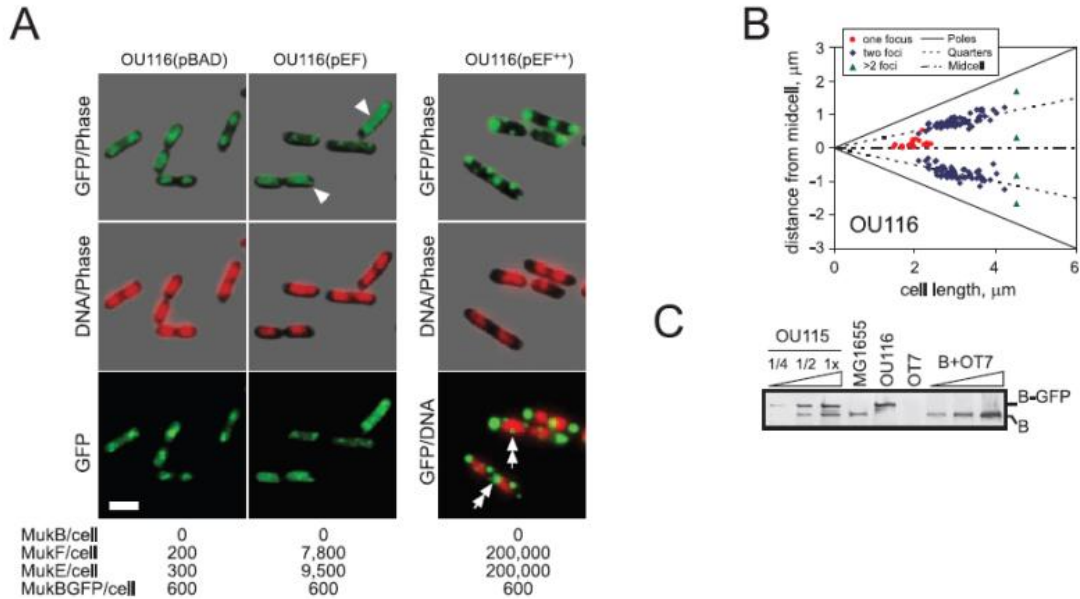 A
OU116(pBAD) OU116(pEF) OU116(pEF++)
GFP/Phase GFP/Phase
DNA/Phase DNA/Phase
GFP GFP/DNA
MukB/cell 0 0 0
MukF/cell 200 7,800 200,000
MukE/cell 300 9,500 200,000
MukBGFP/cell 600 600 600
B
one focus Poles
two foci Quarters
>2 foci Midcell
distance from midcell, μm
3
2
1
0
-1
-2
-3
OU116
0 2 4 6
cell length, μm
C
OU115 MG1655 OU116 OT7 B+OT7
1/4 1/2 1x
B-GFP
B